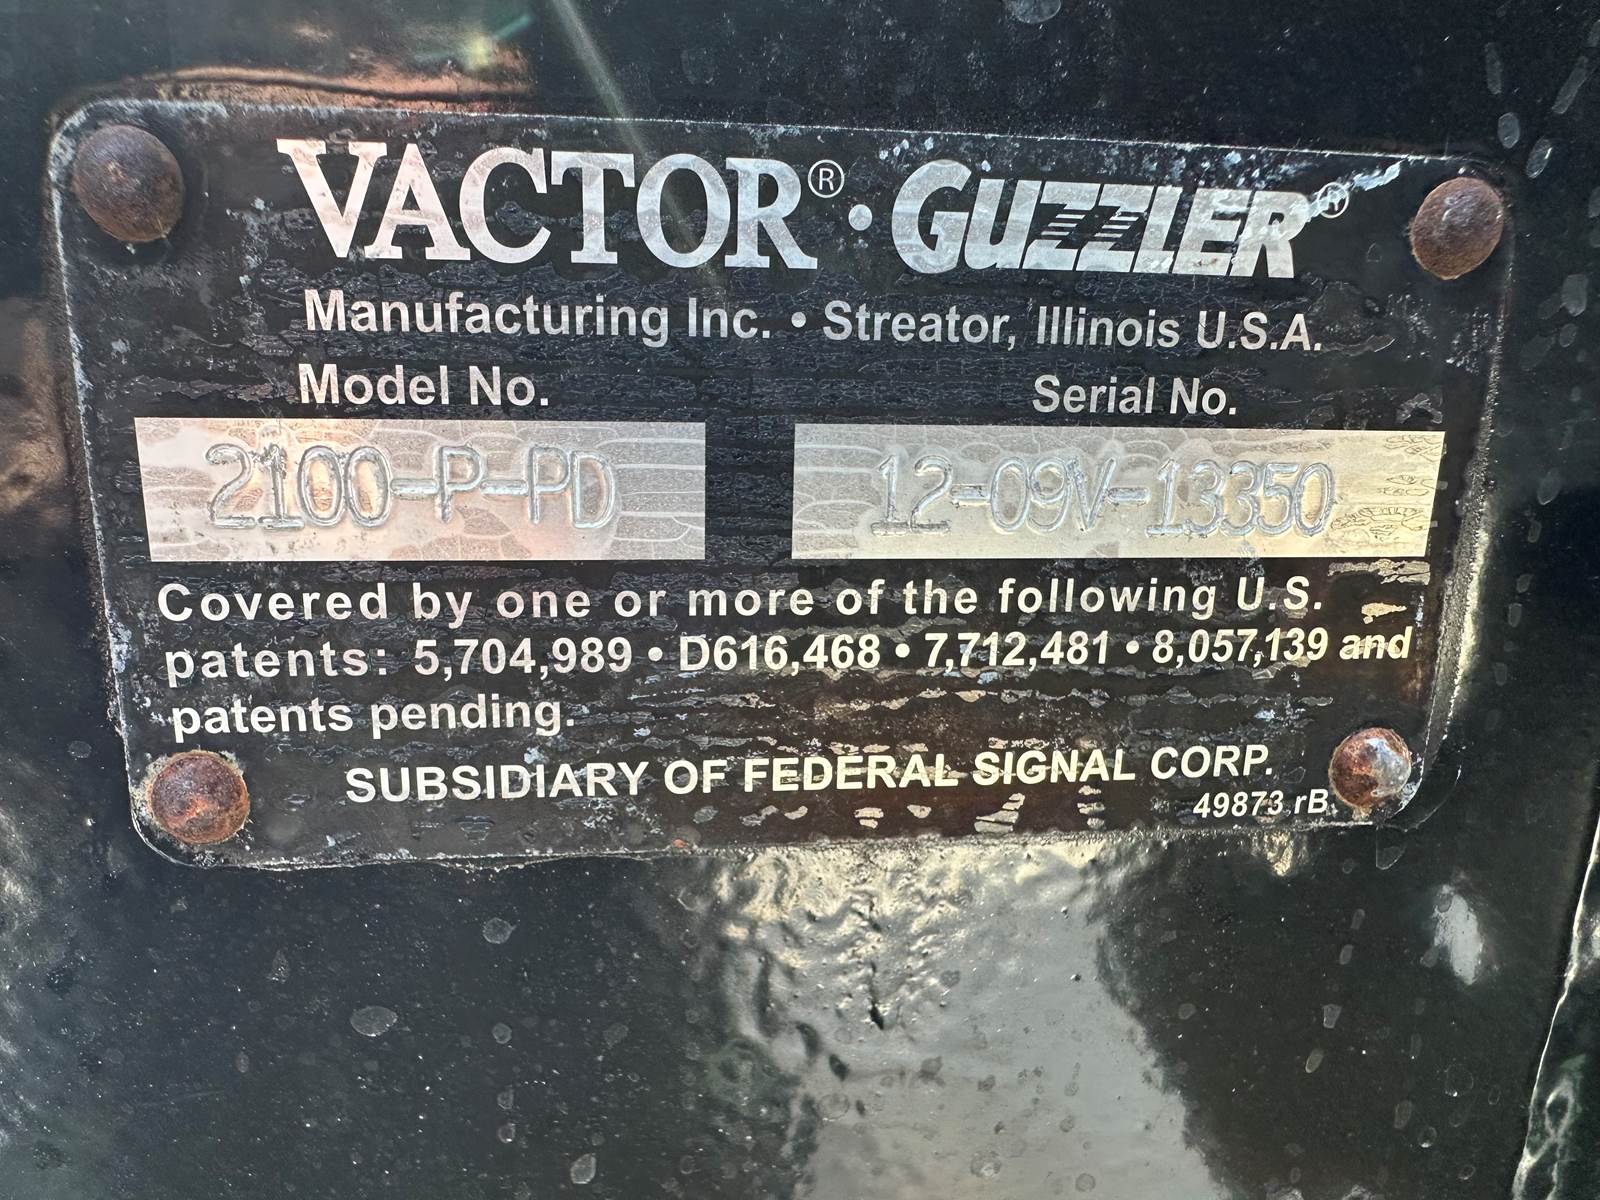 VACTOR® • GUZZLER®
Manufacturing Inc. • Streator, Illinois U.S.A.
Model No. Serial No.
2100-P-PD 12-09V-13350
Covered by one or more of the following U.S.
patents: 5,704,989 • D616,468 • 7,712,481 • 8,057,139 and
patents pending.
SUBSIDIARY OF FEDERAL SIGNAL CORP.
49873 rB